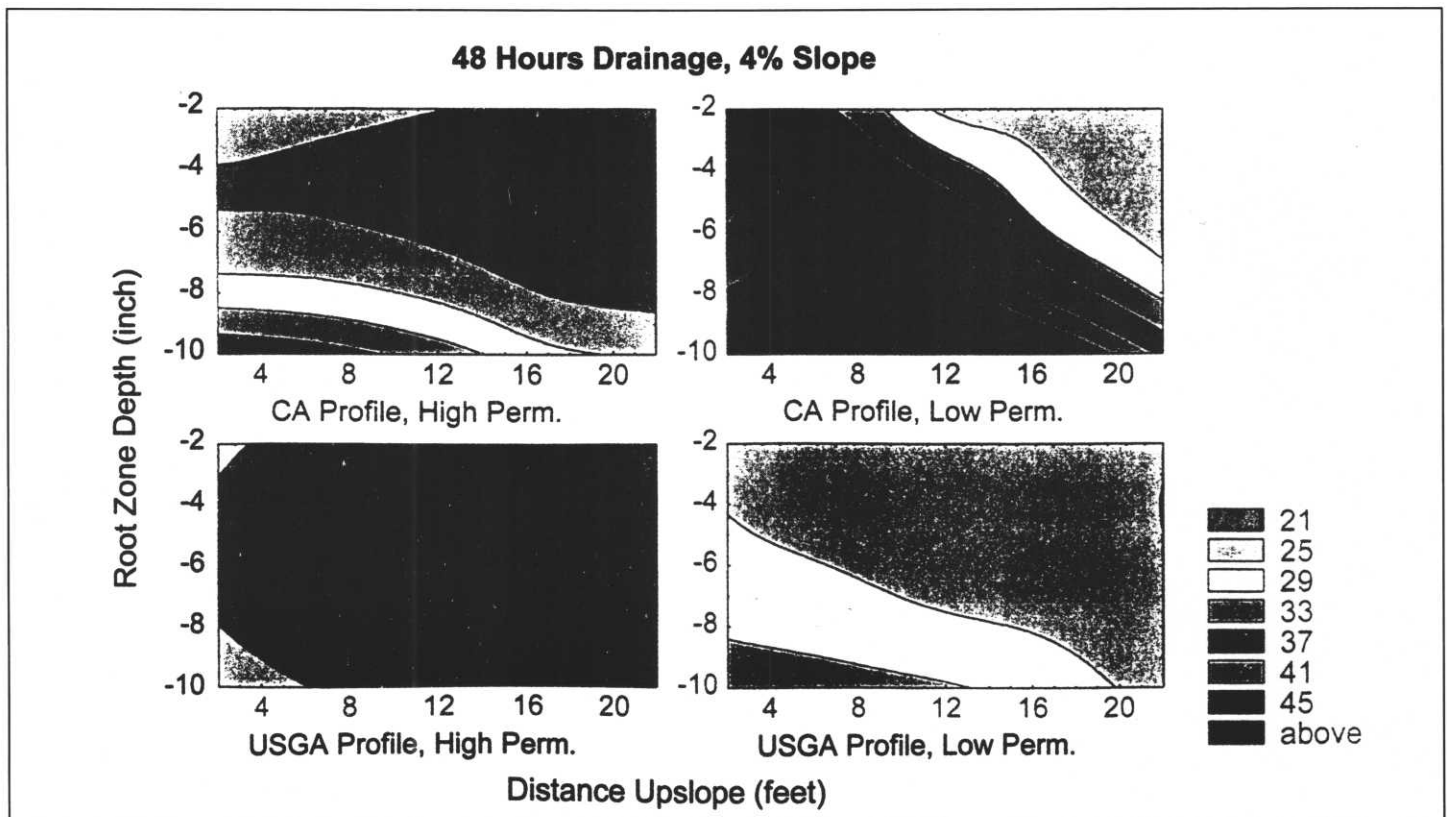 48 Hours Drainage, 4% Slope
-2
-4
-6
-8
-10
4 8 12 16 20
CA Profile, High Perm.
-2
-4
-6
-8
-10
4 8 12 16 20
CA Profile, Low Perm.
Root Zone Depth (inch)
-2
-4
-6
-8
-10
4 8 12 16 20
USGA Profile, High Perm.
-2
-4
-6
-8
-10
4 8 12 16 20
USGA Profile, Low Perm.
Distance Upslope (feet)
21
25
29
33
37
41
45
above